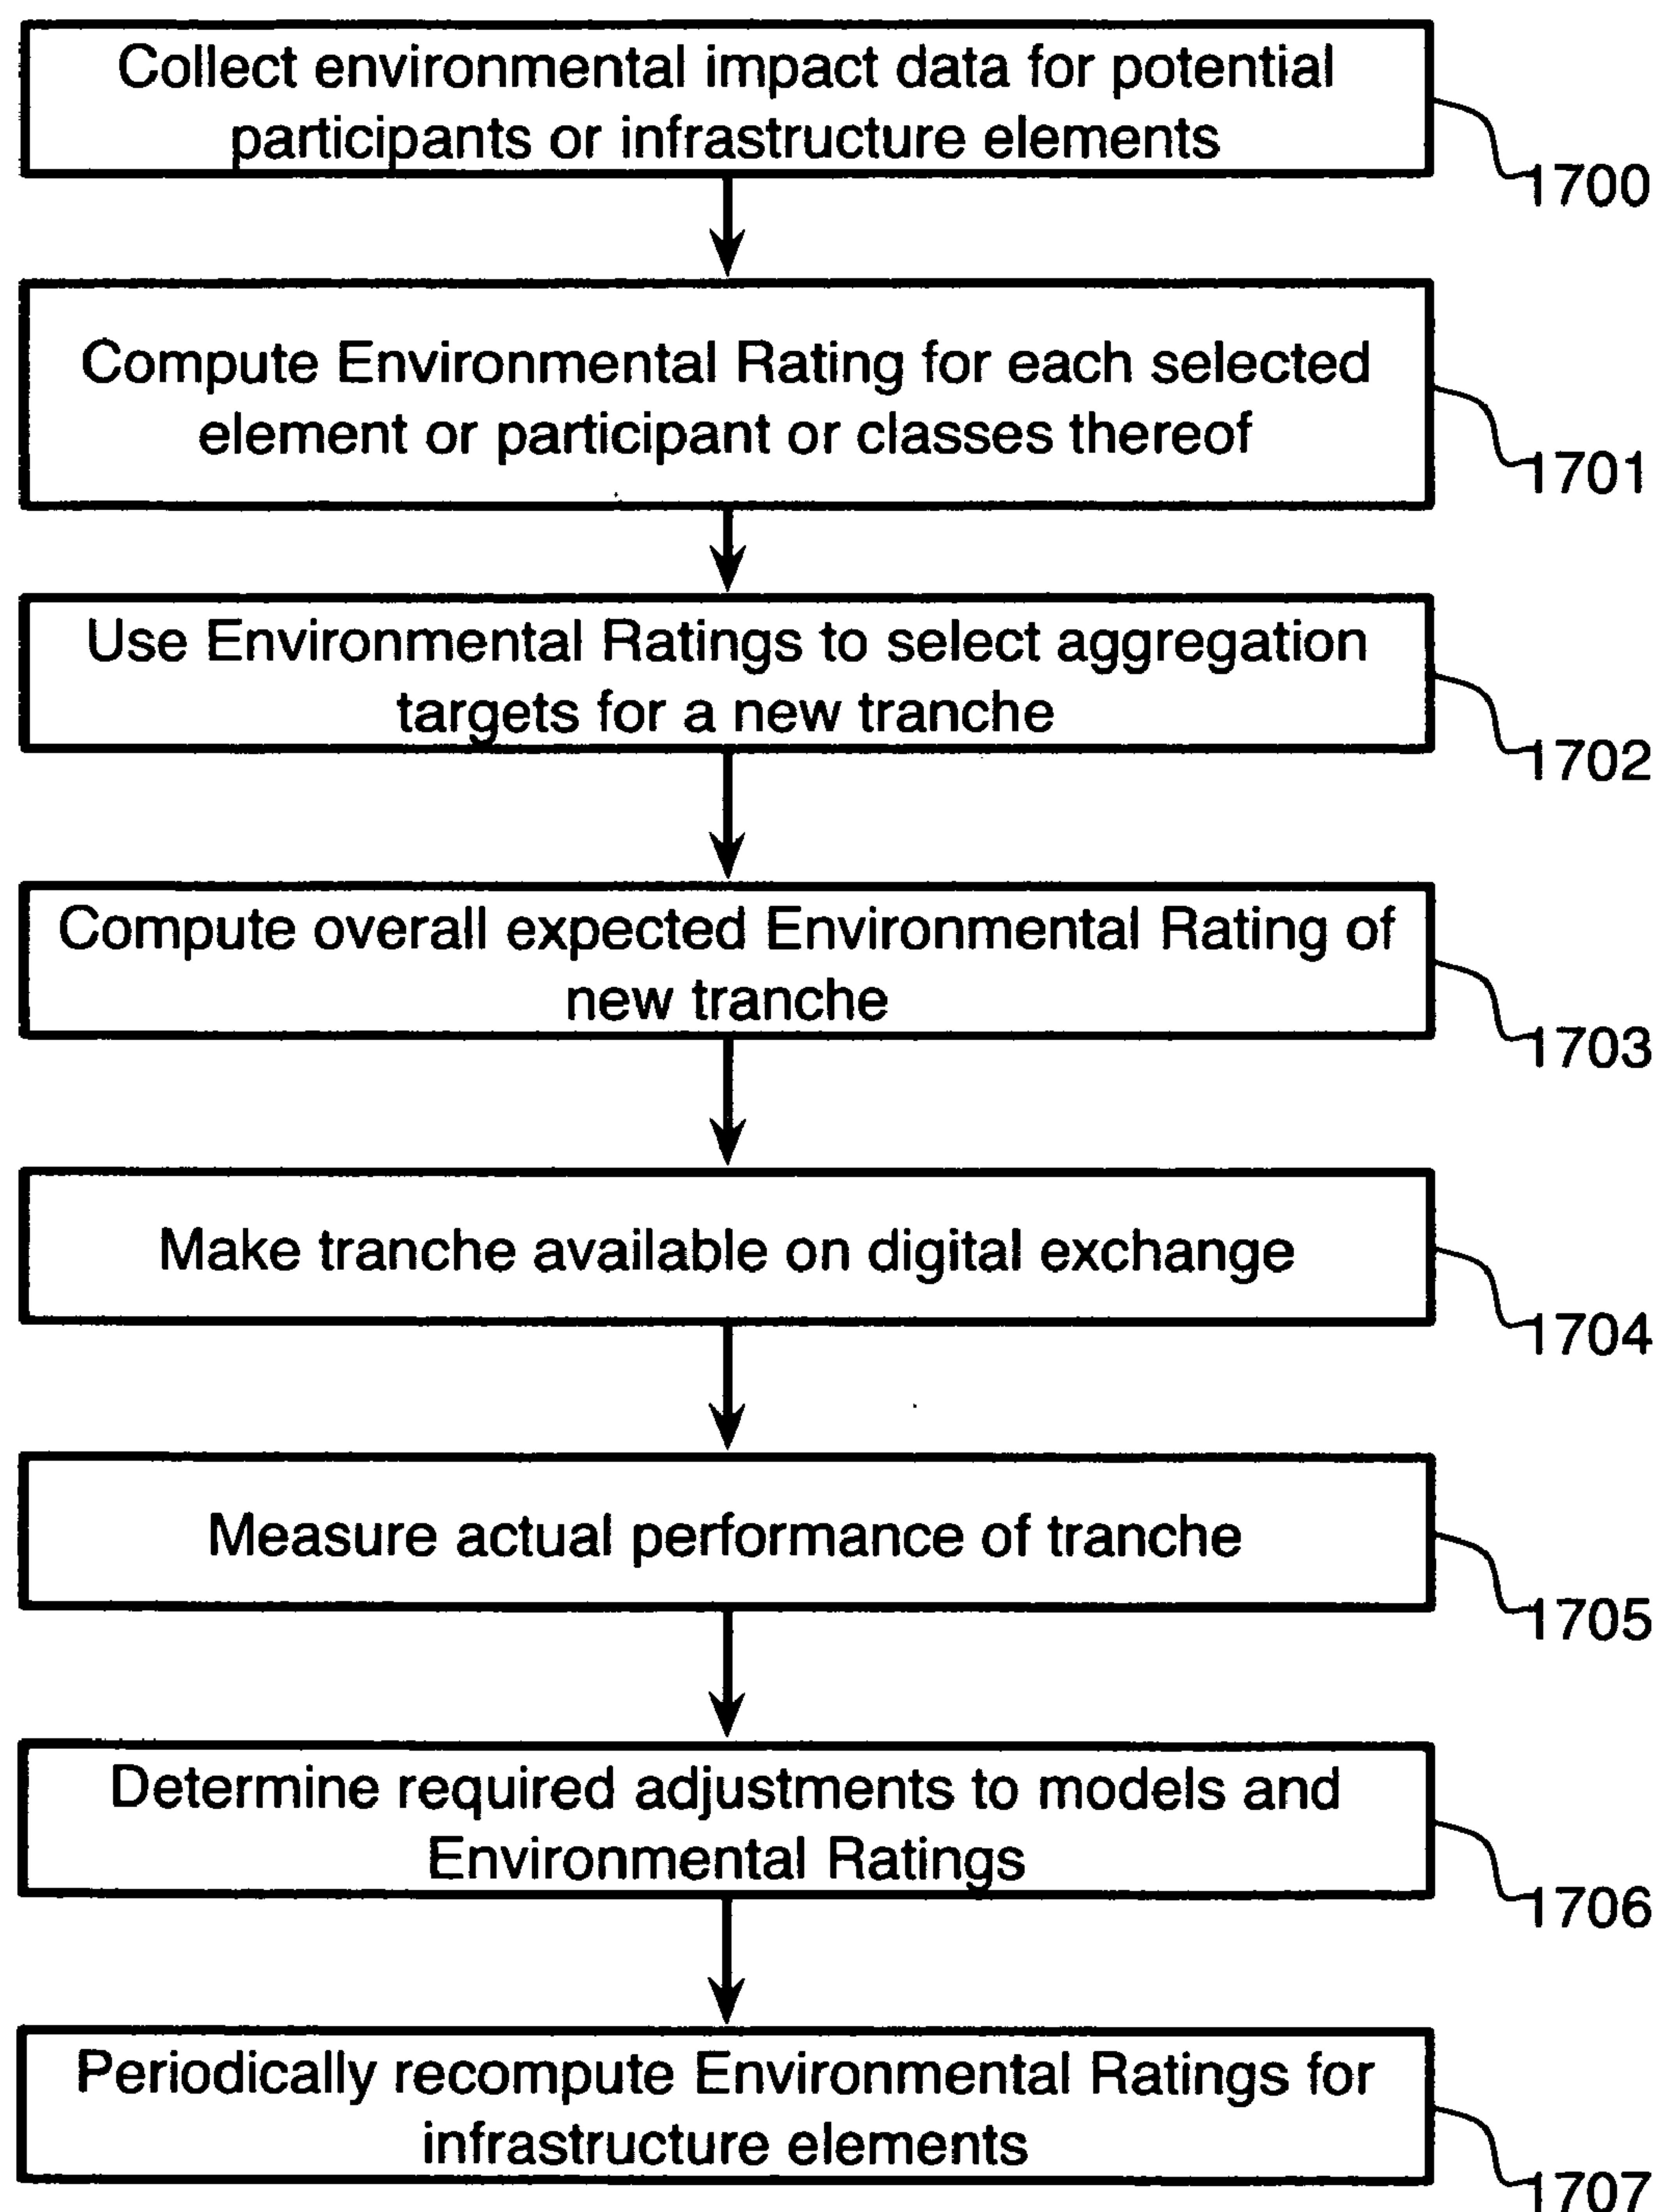 Collect environmental impact data for potential
participants or infrastructure elements
1700
Compute Environmental Rating for each selected
element or participant or classes thereof
1701
Use Environmental Ratings to select aggregation
targets for a new tranche
1702
Compute overall expected Environmental Rating of
new tranche
1703
Make tranche available on digital exchange
1704
Measure actual performance of tranche
1705
Determine required adjustments to models and
Environmental Ratings
1706
Periodically recompute Environmental Ratings for
infrastructure elements
1707